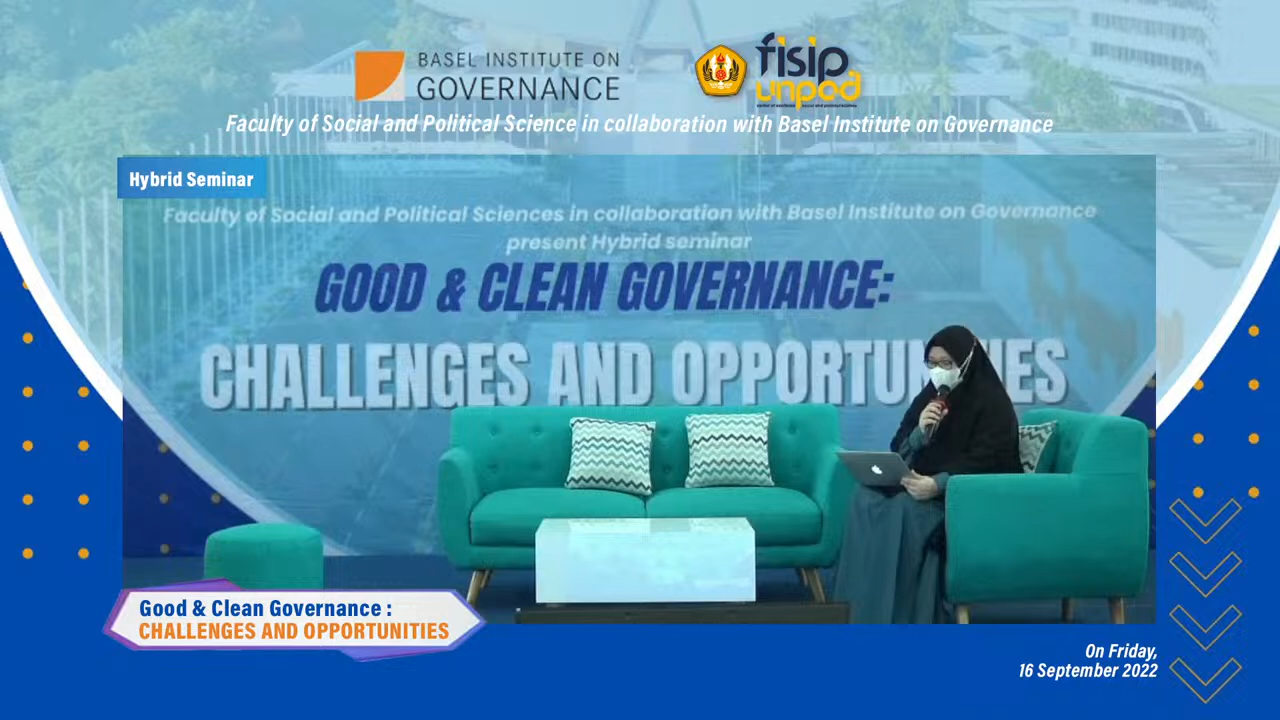 BASEL INSTITUTE ON
GOVERNANCE
fisip
unpad
Faculty of Social and Political Science in collaboration with Basel Institute on Governance
Hybrid Seminar
Faculty of Social and Political Sciences in collaboration with Basel Institute on Governance
present Hybrid seminar
GOOD & CLEAN GOVERNANCE:
CHALLENGES AND OPPORTUNITIES
Good & Clean Governance :
CHALLENGES AND OPPORTUNITIES
On Friday,
16 September 2022